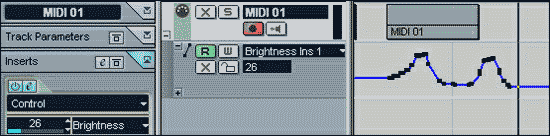 MIDI 01
Track Parameters
Inserts
e
Control
26 Brightness
X S MIDI 01
R W Brightness Ins 1
X 26
MIDI 01